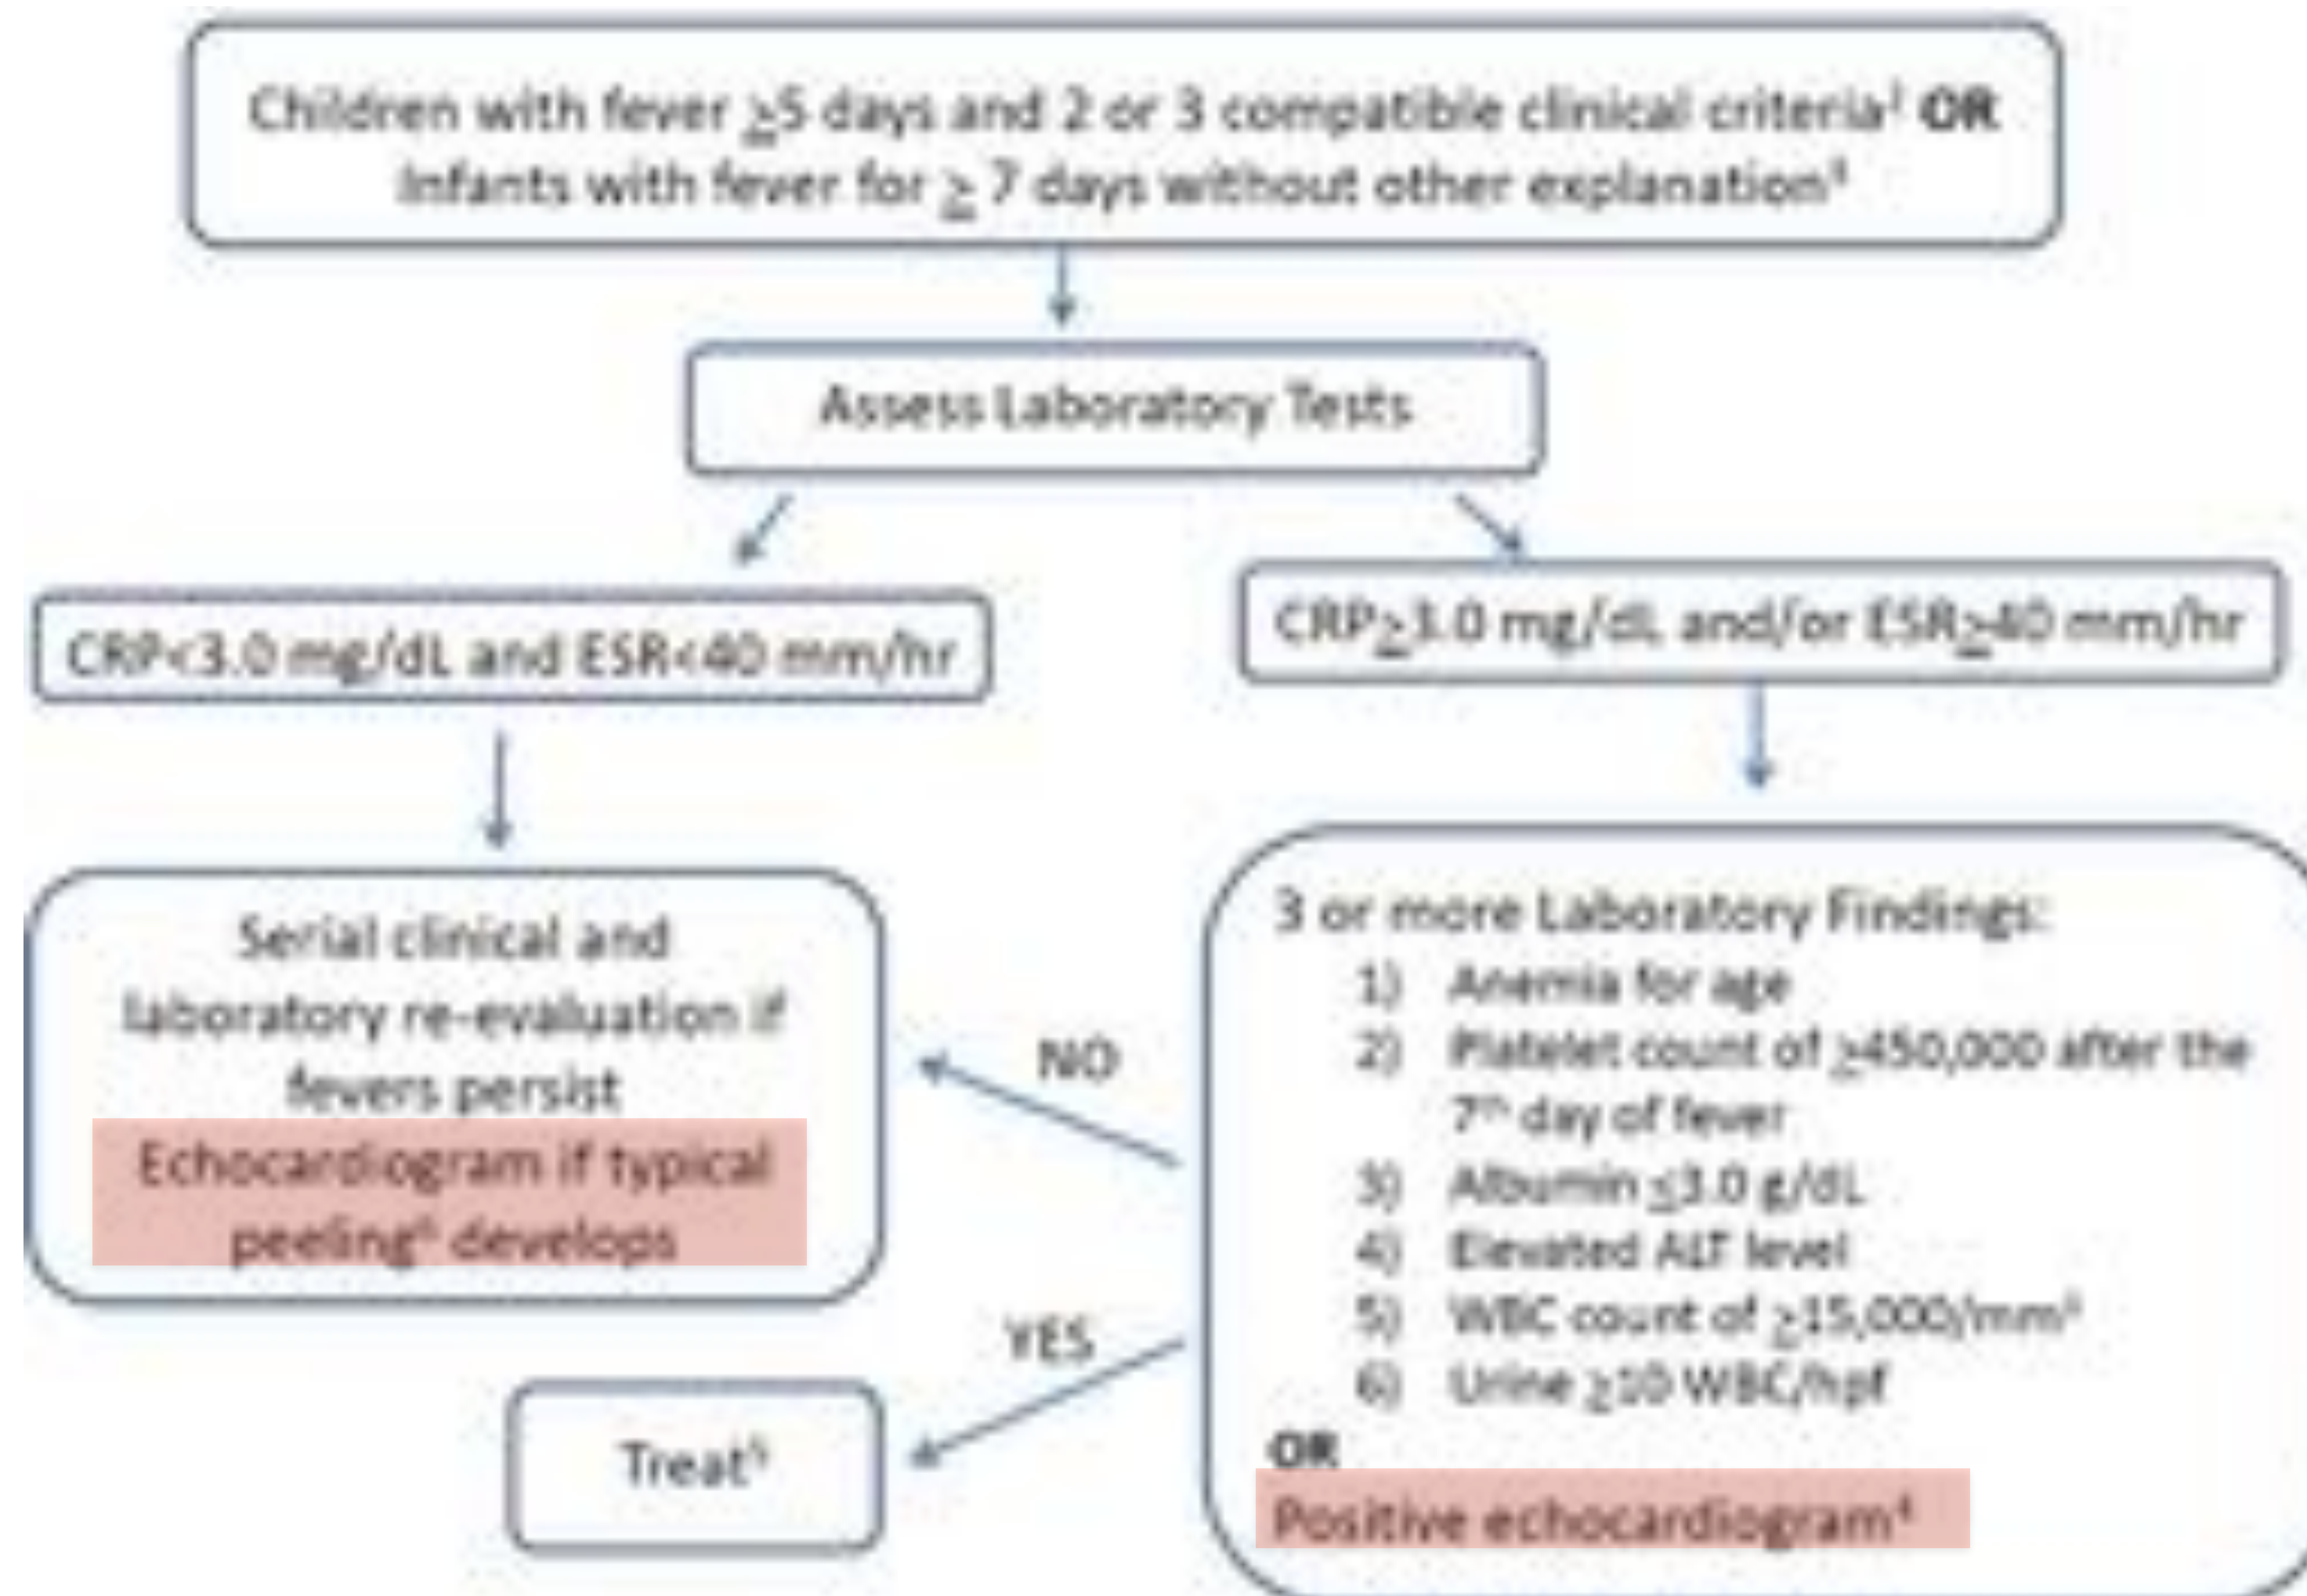 Children with fever ≥5 days and 2 or 3 compatible clinical criteria OR
Infants with fever for ≥ 7 days without other explanation
Assess Laboratory Tests
CRP<3.0 mg/dL and ESR<40 mm/hr
CRP≥3.0 mg/dL and/or ESR≥40 mm/hr
Serial clinical and
laboratory re-evaluation if
fevers persist
Echocardiogram if typical
peeling develops
NO
YES
Treat
3 or more Laboratory Findings:
1) Anemia for age
2) Platelet count of ≥450,000 after the
7th day of fever
3) Albumin ≤3.0 g/dL
4) Elevated ALT level
5) WBC count of ≥15,000/mm³
6) Urine ≥10 WBC/hpf
OR
Positive echocardiogram